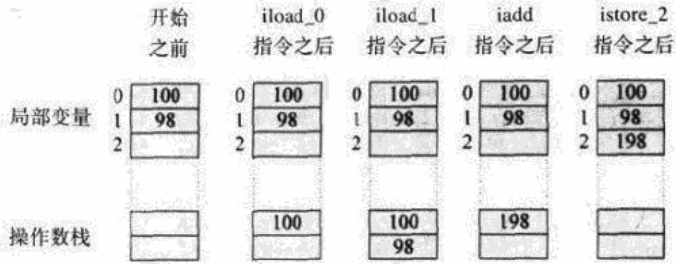 开始 iload_0 iload_1 iadd istore_2
之前 指令之后 指令之后 指令之后 指令之后
0 100 0 100 0 100 0 100 0 100
局部变量 1 98 1 98 1 98 1 98 1 98
2 2 2 2 2 198
100 100 198
操作数栈 98